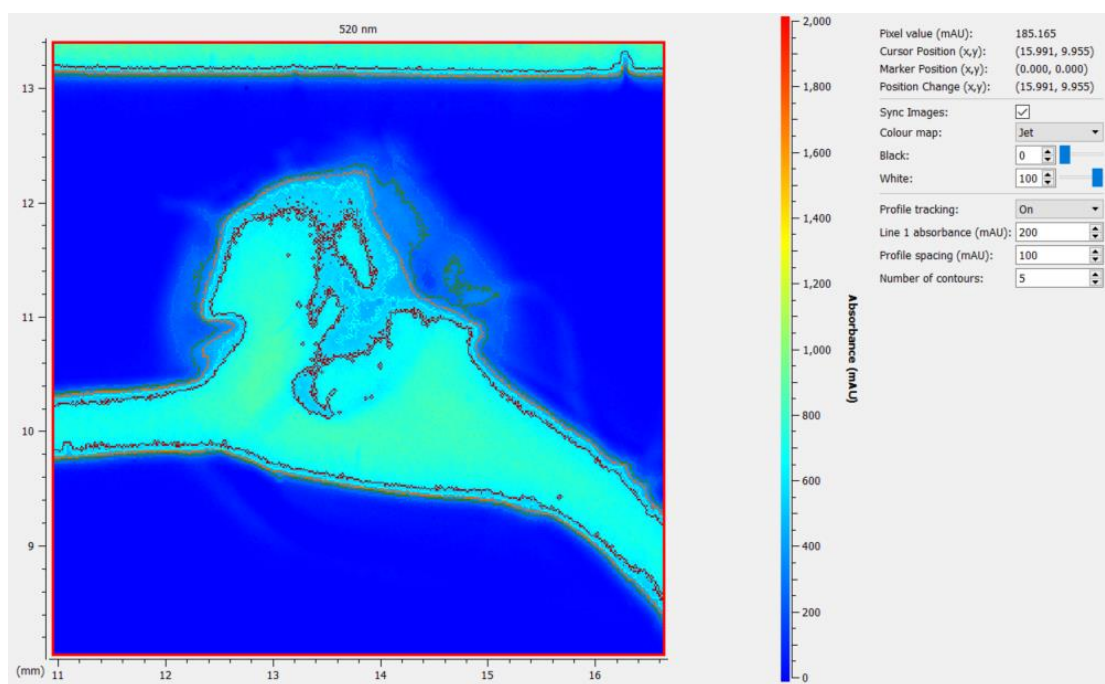 520 nm
13
12
11
10
9
(mm)
11
12
13
14
15
16
2,000
1,800
1,600
1,400
1,200
1,000
800
600
400
200
0
Absorbance (mAU)
Pixel value (mAU): 185.165
Cursor Position (x,y): (15.991, 9.955)
Marker Position (x,y): (0.000, 0.000)
Position Change (x,y): (15.991, 9.955)
Sync Images:
Colour map: Jet
Black: 0
White: 100
Profile tracking: On
Line 1 absorbance (mAU): 200
Profile spacing (mAU): 100
Number of contours: 5